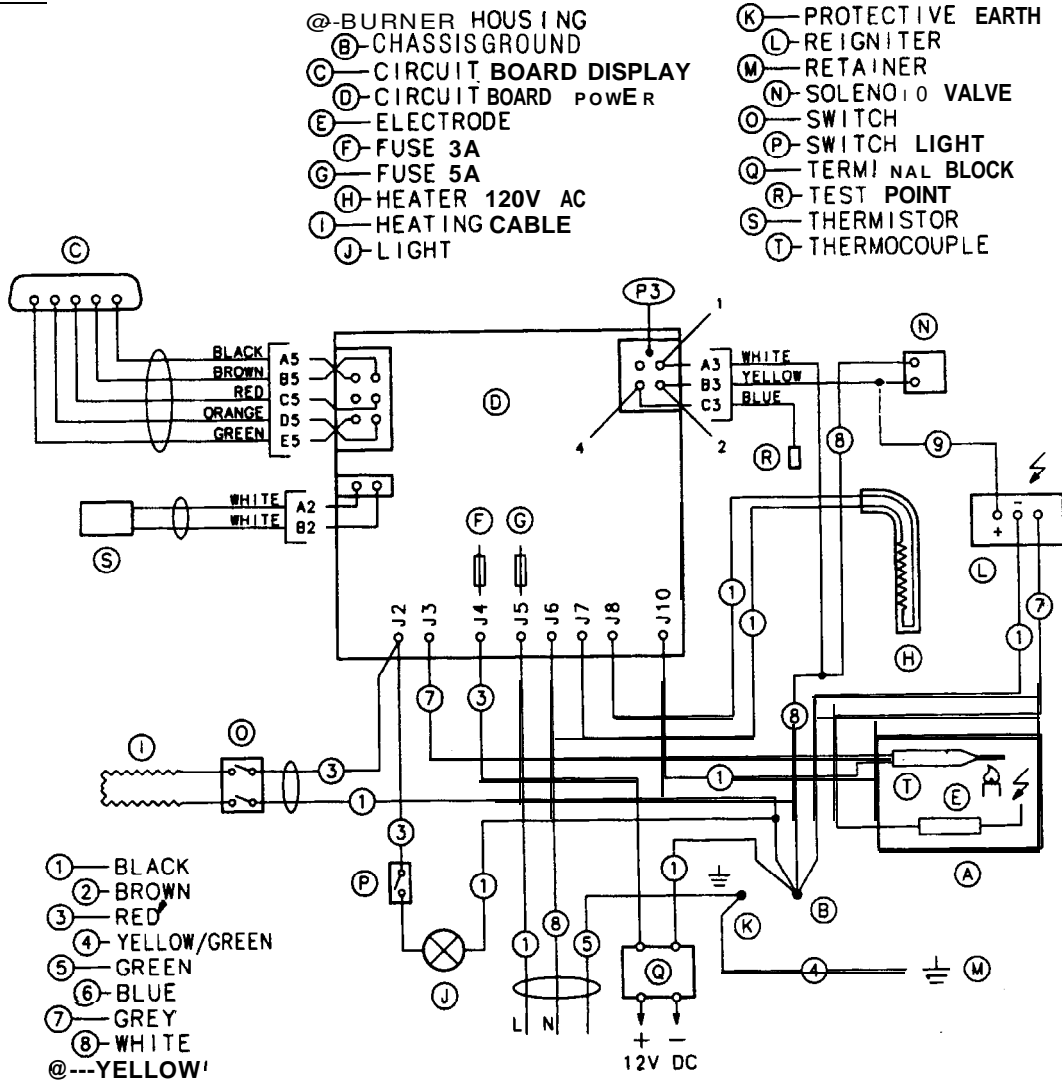 @-BURNER HOUSING
B-CHASSISGROUND
C-CIRCUIT BOARD DISPLAY
D-CIRCUIT BOARD POWER
E-ELECTRODE
F-FUSE 3A
G-FUSE 5A
H-HEATER 120V AC
I-HEATING CABLE
J-LIGHT
K-PROTECTIVE EARTH
L-REIGNITER
M-RETAINER
N-SOLENOIO VALVE
O-SWITCH
P-SWITCH LIGHT
Q-TERMI NAL BLOCK
R-TEST POINT
S-THERMISTOR
T-THERMOCOUPLE
C
P3
1
N
BLACK A5
BROWN B5
RED C5
ORANGE D5
GREEN E5
D
A3 WHITE
B3 YELLOW
C3 BLUE
4
2
R
8
9
WHITE A2
WHITE B2
S
F
G
+
-
L
J2
J3
J4
J5
J6
J7
J8
J10
1
1
H
1
7
7
3
8
I
O
3
1
1
T
E
A
3
P
1
J
1
8
5
1
K
B
Q
4
M
L
N
+
-
12V DC
1-BLACK
2-BROWN
3-RED'
4-YELLOW/GREEN
5-GREEN
6-BLUE
7-GREY
8-WHITE
@---YELLOW'